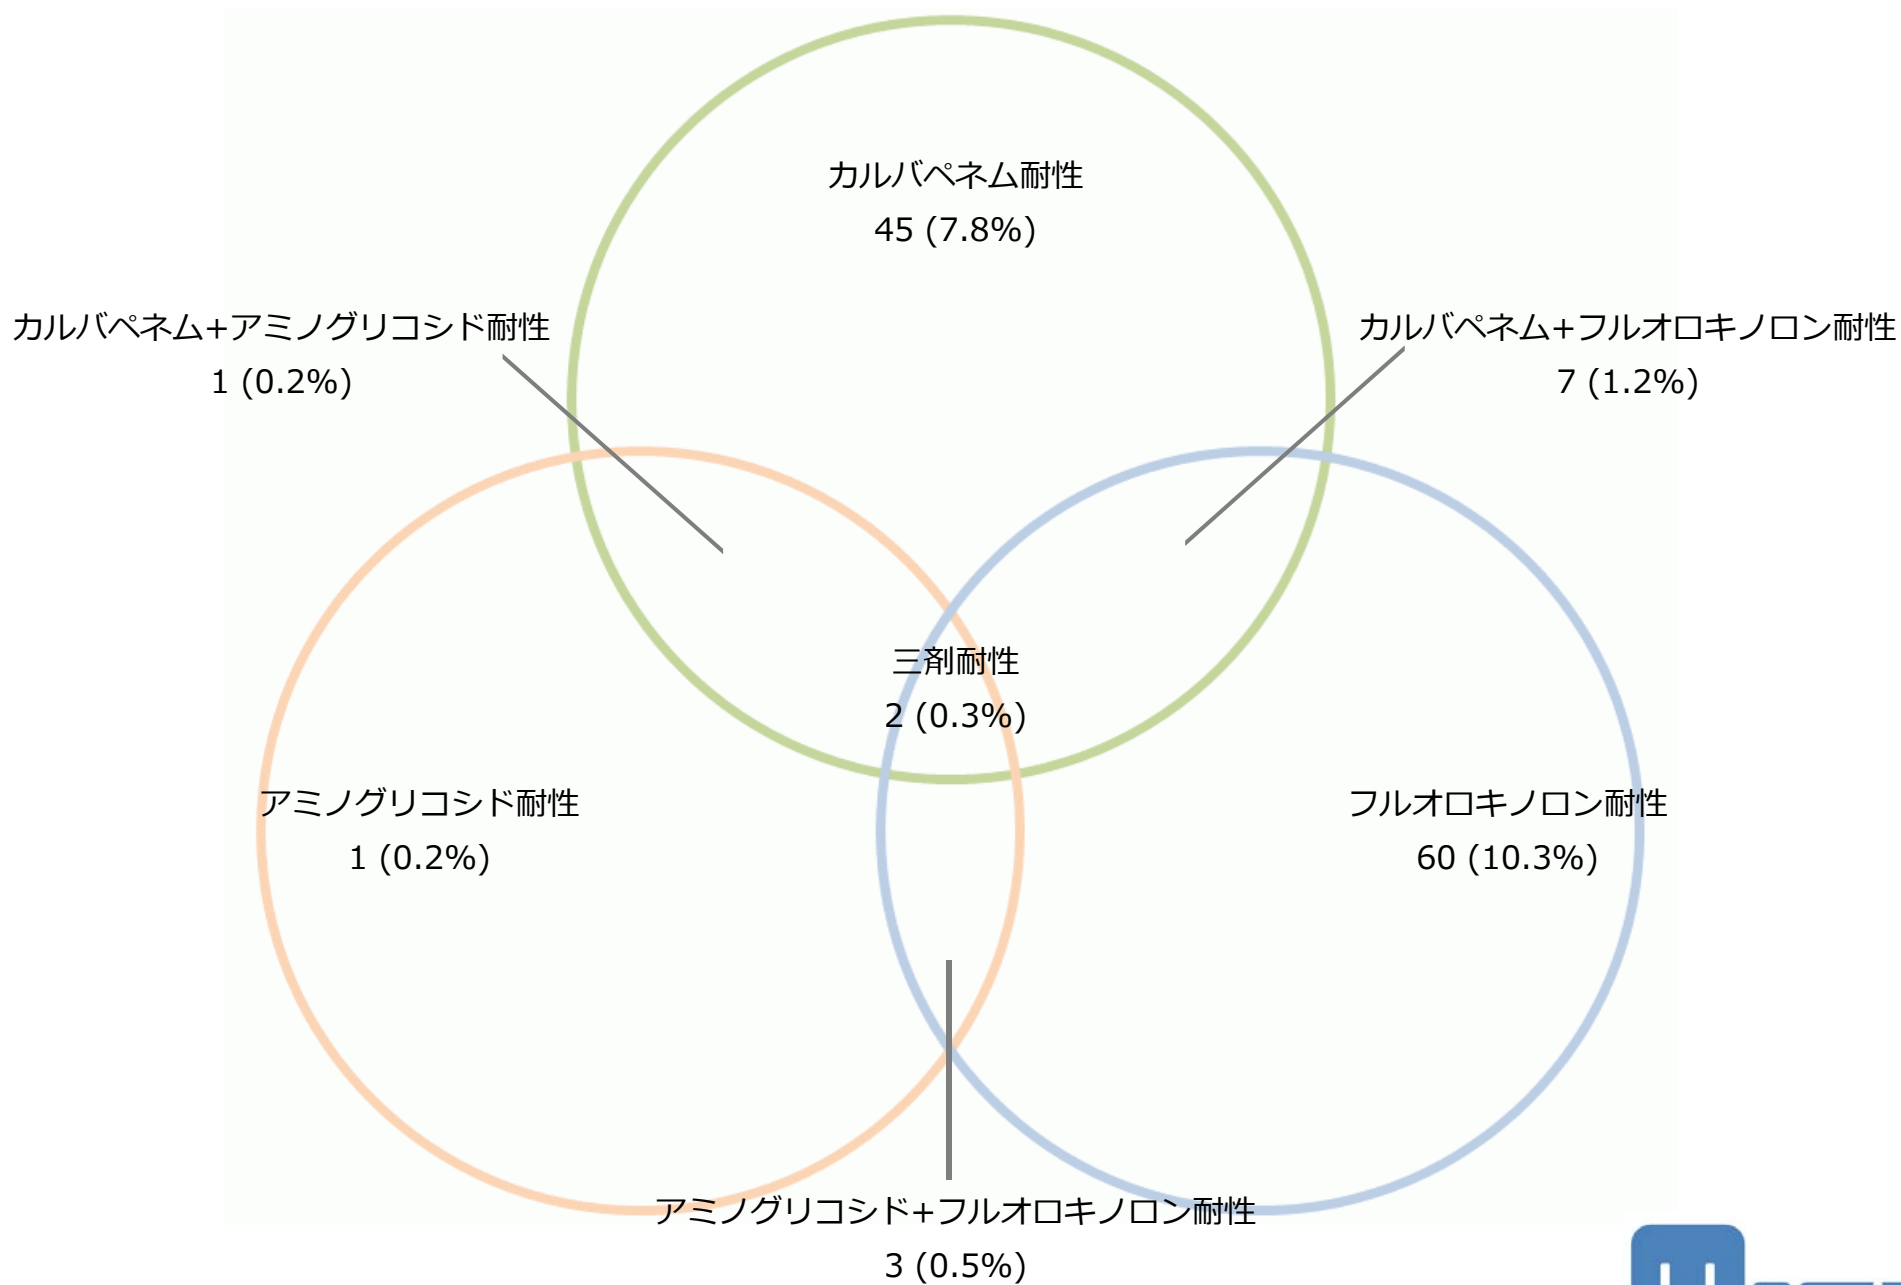 カルバペネム耐性
45 (7.8%)
カルバペネム+アミノグリコシド耐性
1 (0.2%)
カルバペネム+フルオロキノロン耐性
7 (1.2%)
三剤耐性
2 (0.3%)
アミノグリコシド耐性
1 (0.2%)
フルオロキノロン耐性
60 (10.3%)
アミノグリコシド+フルオロキノロン耐性
3 (0.5%)